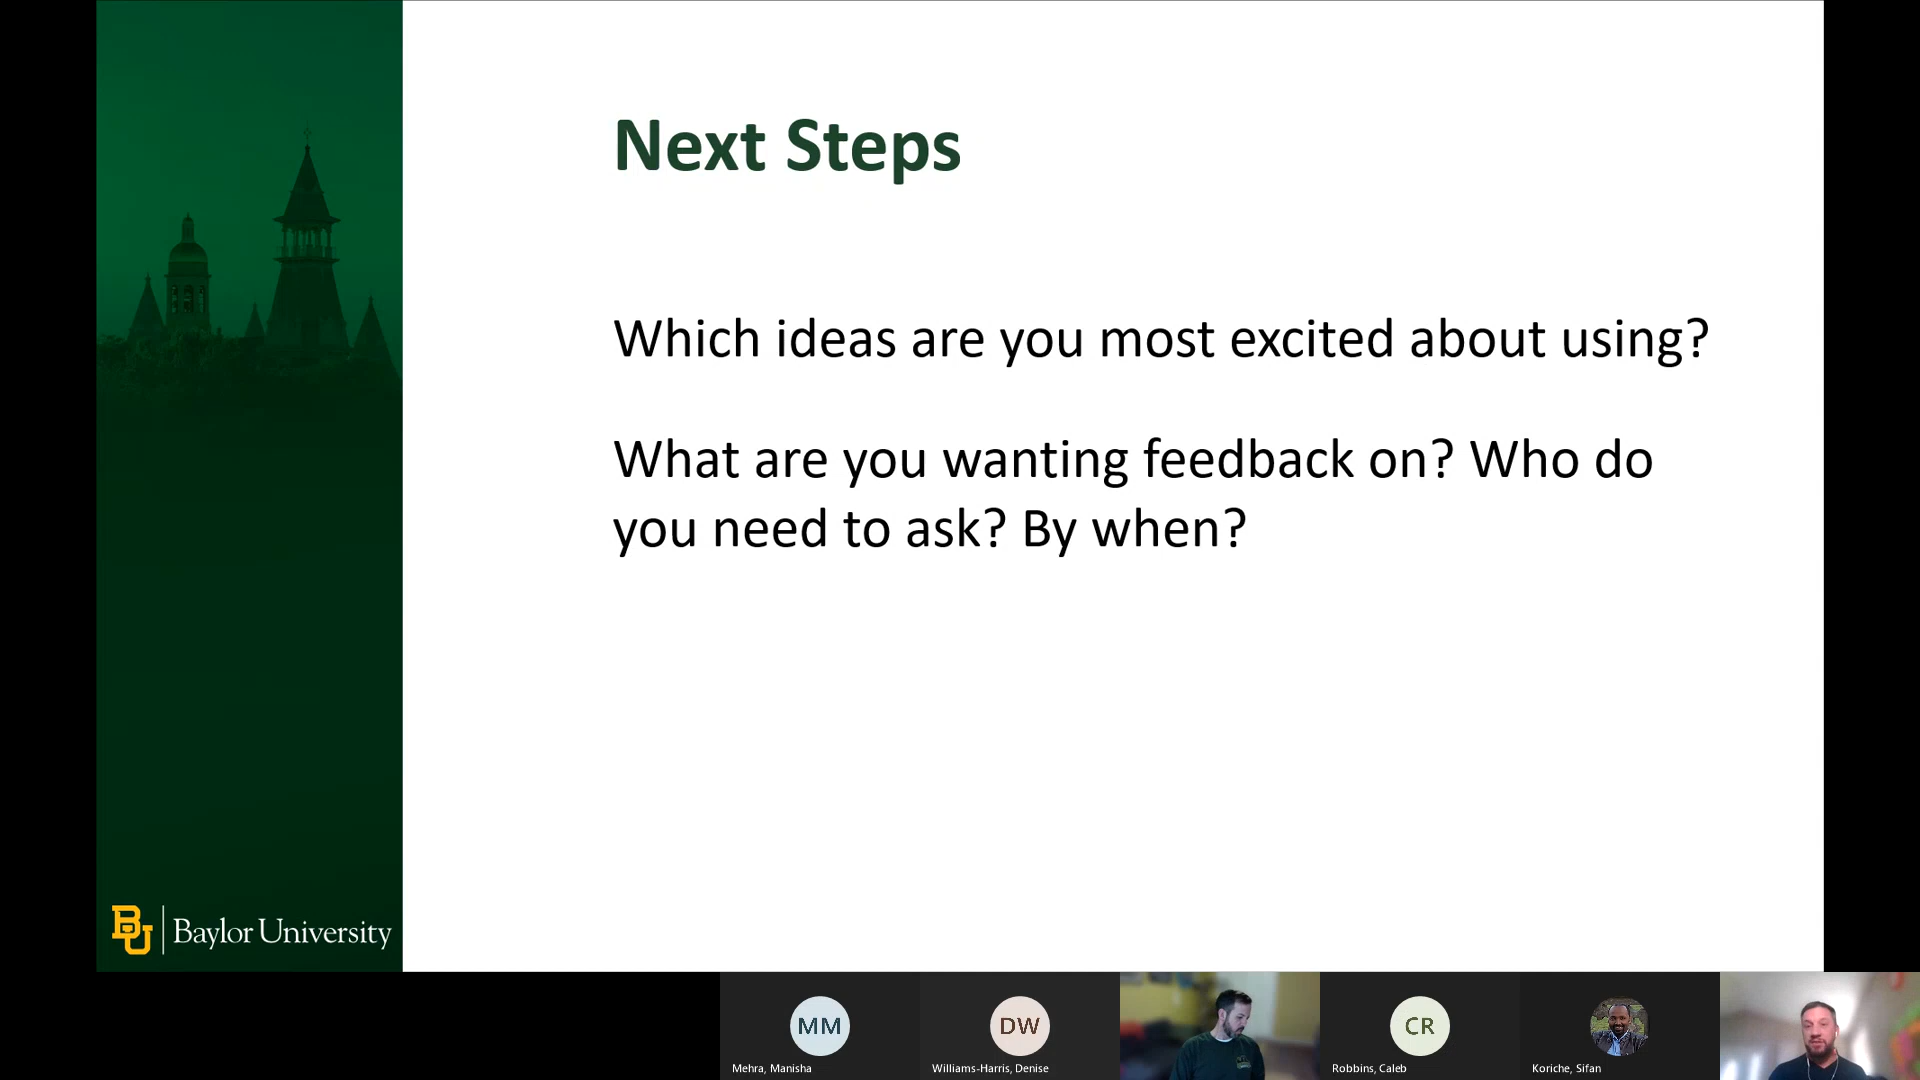 Next Steps
Which ideas are you most excited about using?
What are you wanting feedback on? Who do
you need to ask? By when?
BU
Baylor University
MM
Mehra, Manisha
DW
Williams-Harris, Denise
CR
Robbins, Caleb
Koriche, Sifan